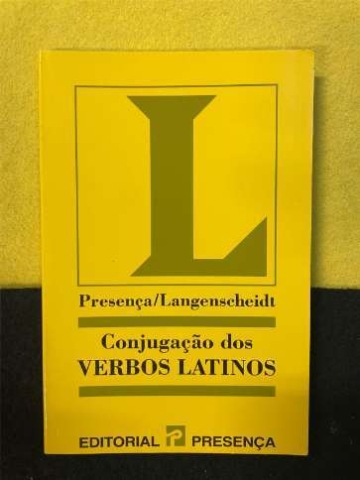 L
Presença/Langenscheidt
Conjugação dos
VERBOS LATINOS
EDITORIAL P PRESENÇA